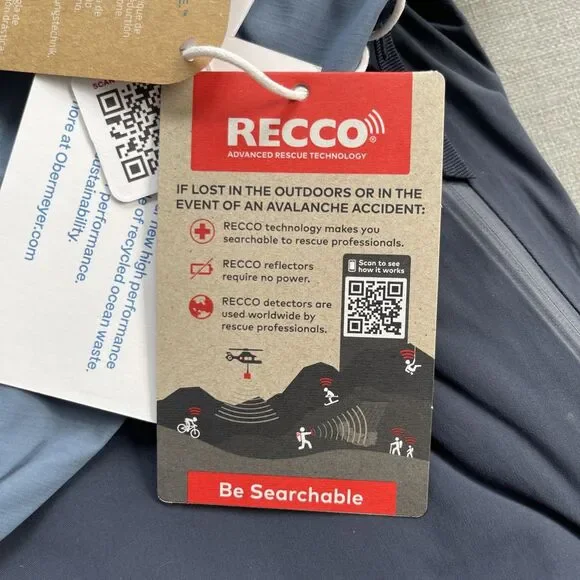 RECCO®
ADVANCED RESCUE TECHNOLOGY
IF LOST IN THE OUTDOORS OR IN THE
EVENT OF AN AVALANCHE ACCIDENT:
RECCO technology makes you
searchable to rescue professionals.
RECCO reflectors
require no power.
RECCO detectors are
used worldwide by
rescue professionals.
Scan to see
how it works
Be Searchable
new high performance
of recycled ocean waste.
performance
sustainability.
more at Obermeyer.com
SCAN